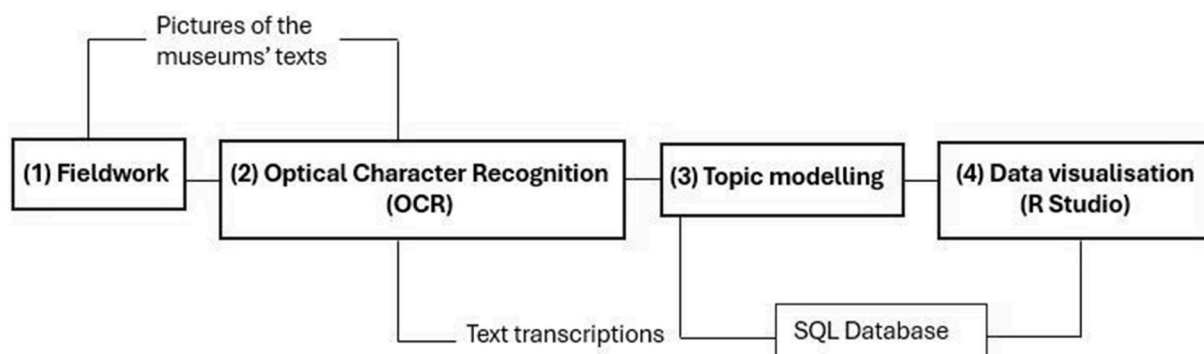 Pictures of the
museums’ texts
(1) Fieldwork
(2) Optical Character Recognition
(OCR)
(3) Topic modelling
(4) Data visualisation
(R Studio)
Text transcriptions
SQL Database